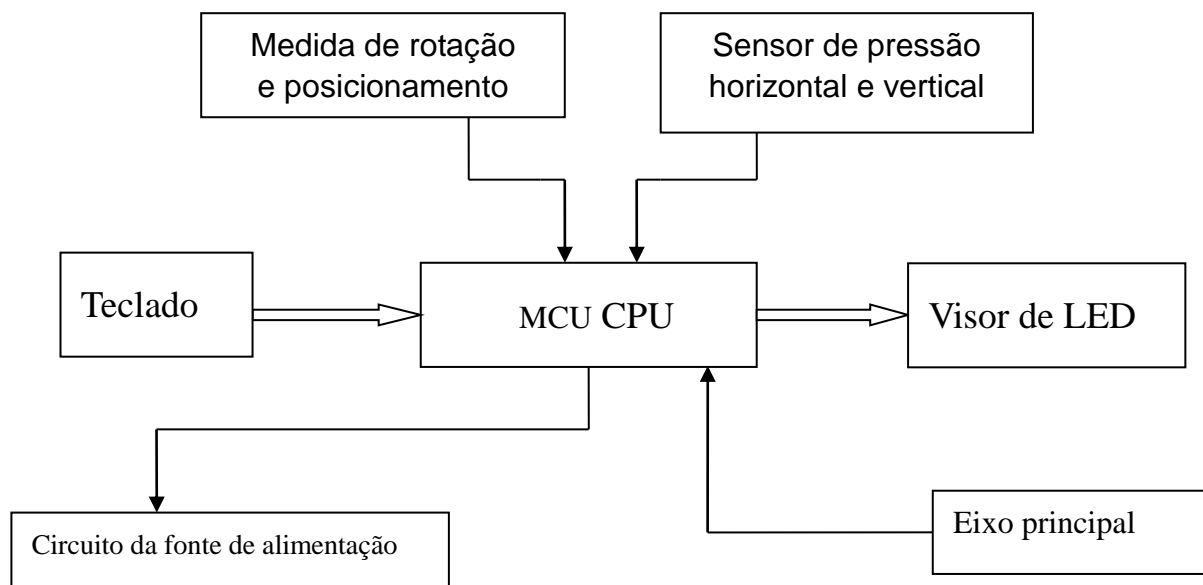 Medida de rotação
e posicionamento
Sensor de pressão
horizontal e vertical
Teclado
MCU CPU
Visor de LED
Circuito da fonte de alimentação
Eixo principal